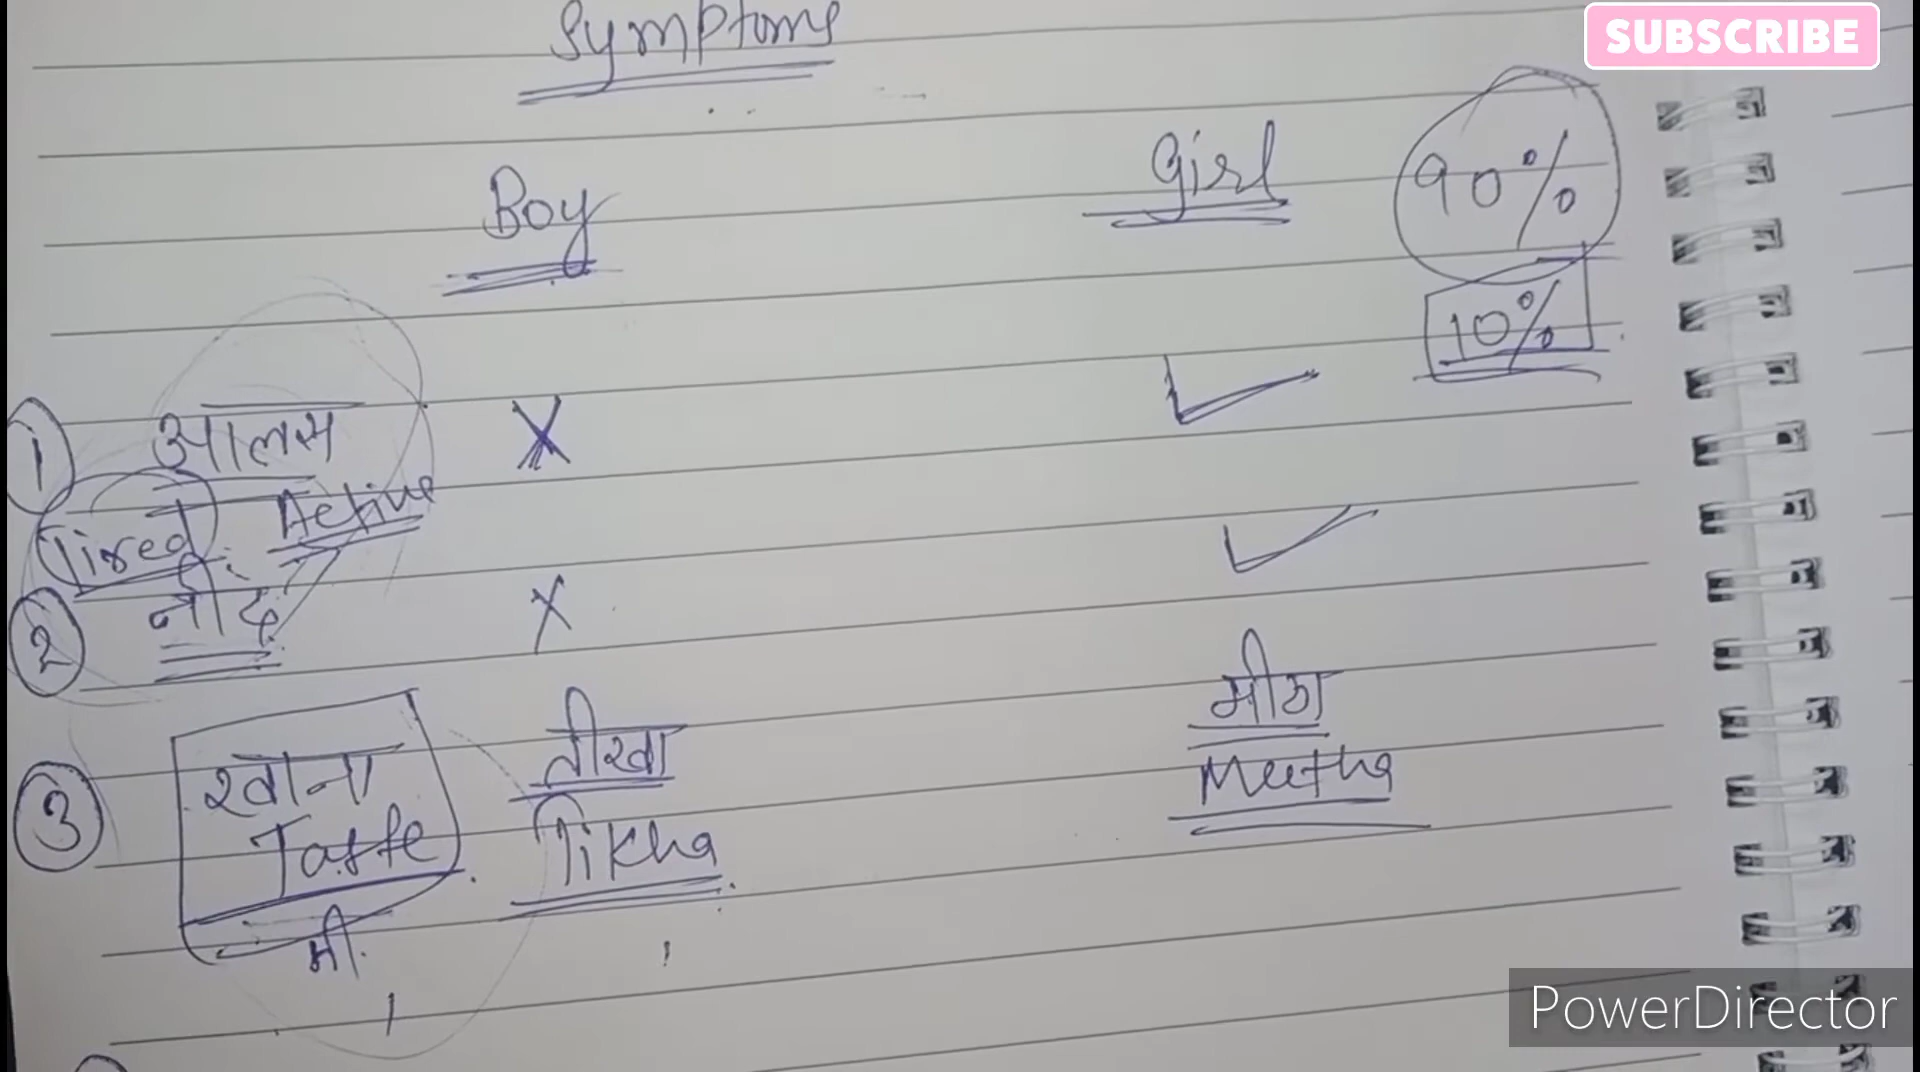 SUBSCRIBE
Symptoms
Boy
Girl
90%
10%
1 आलस X ✓
Tired Active
2 नींद X ✓
3 खाना तीखा मीठा
Taste Tikha Meetha
मी
PowerDirector